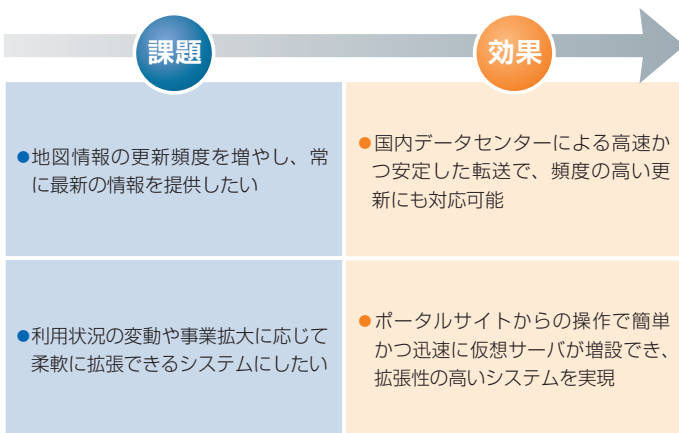 課題
効果
●地図情報の更新頻度を増やし、常
に最新の情報を提供したい
●国内データセンターによる高速か
つ安定した転送で、頻度の高い更
新にも対応可能
●利用状況の変動や事業拡大に応じて
柔軟に拡張できるシステムにしたい
●ポータルサイトからの操作で簡単
かつ迅速に仮想サーバが増設でき、
拡張性の高いシステムを実現